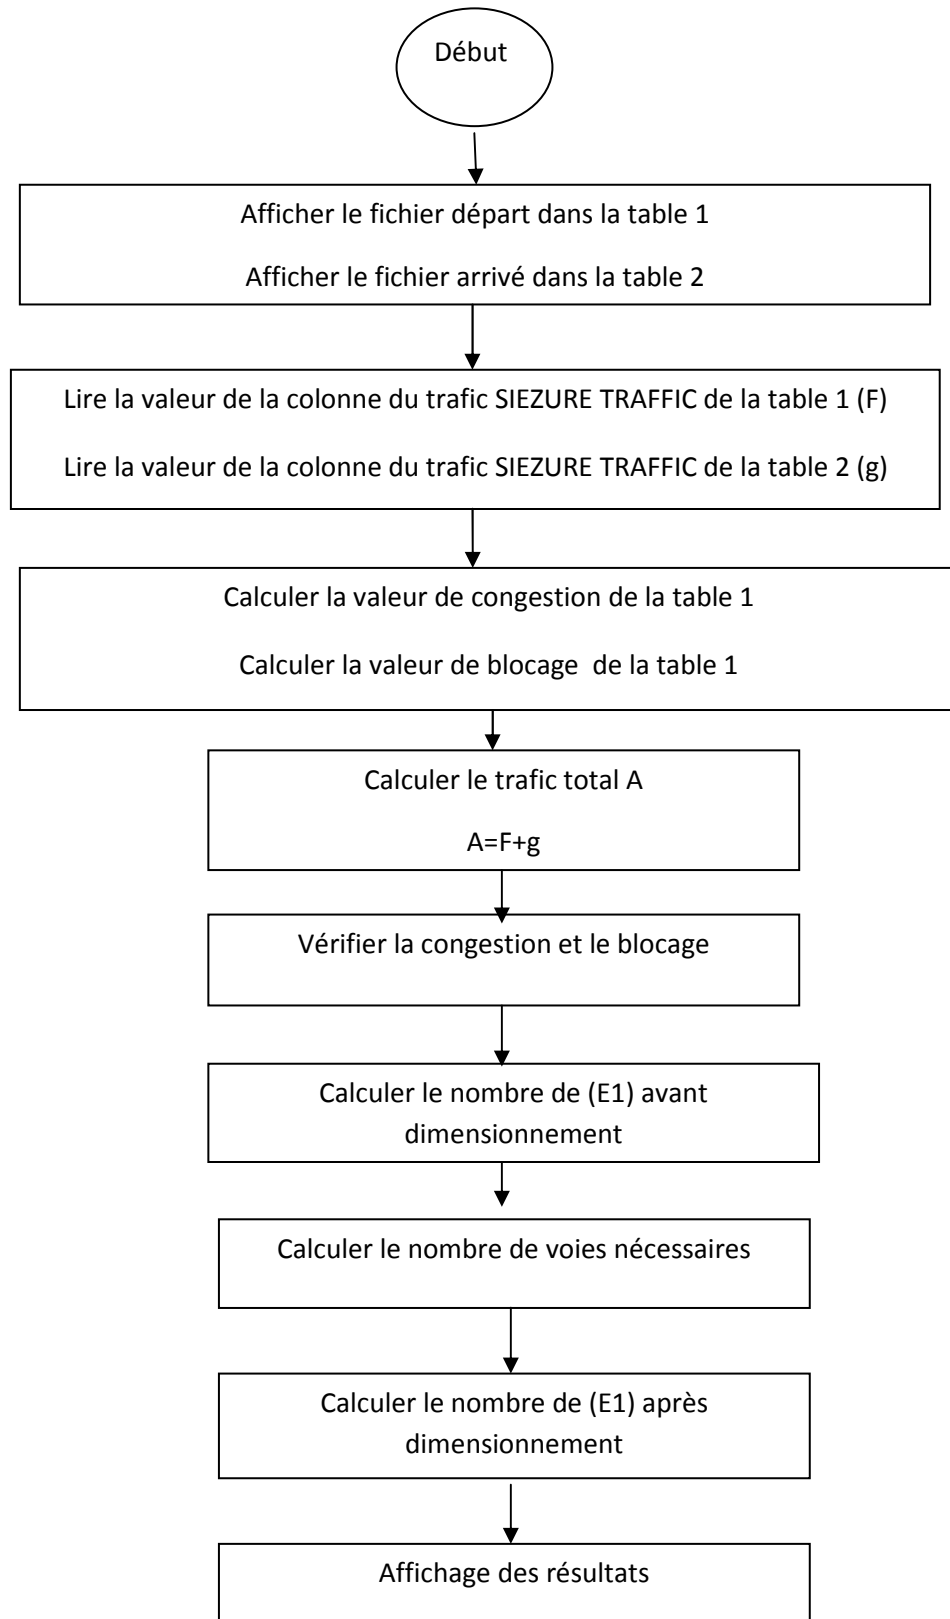 Début
Afficher le fichier départ dans la table 1
Afficher le fichier arrivé dans la table 2
Lire la valeur de la colonne du trafic SIEZURE TRAFFIC de la table 1 (F)
Lire la valeur de la colonne du trafic SIEZURE TRAFFIC de la table 2 (g)
Calculer la valeur de congestion de la table 1
Calculer la valeur de blocage de la table 1
Calculer le trafic total A
A=F+g
Vérifier la congestion et le blocage
Calculer le nombre de (E1) avant
dimensionnement
Calculer le nombre de voies nécessaires
Calculer le nombre de (E1) après
dimensionnement
Affichage des résultats